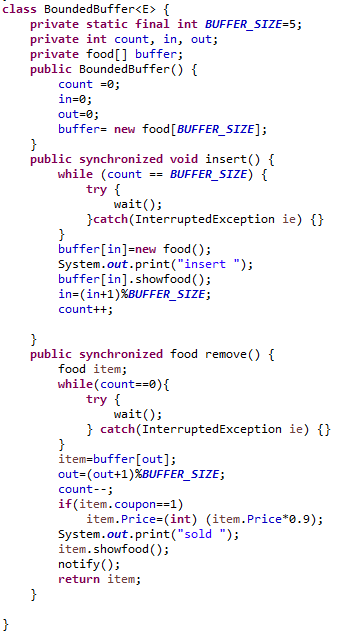 class BoundedBuffer<E> {
    private static final int BUFFER_SIZE=5;
    private int count, in, out;
    private food[] buffer;
    public BoundedBuffer() {
        count =0;
        in=0;
        out=0;
        buffer= new food[BUFFER_SIZE];
    }
    public synchronized void insert() {
        while (count == BUFFER_SIZE) {
            try {
                wait();
            }catch(InterruptedException ie) {}
        }
        buffer[in]=new food();
        System.out.print("insert ");
        buffer[in].showfood();
        in=(in+1)%BUFFER_SIZE;
        count++;

    }
    public synchronized food remove() {
        food item;
        while(count==0){
            try {
                wait();
            } catch(InterruptedException ie) {}
        }
        item=buffer[out];
        out=(out+1)%BUFFER_SIZE;
        count--;
        if(item.coupon==1)
            item.Price=(int) (item.Price*0.9);
        System.out.print("sold ");
        item.showfood();
        notify();
        return item;
    }

}